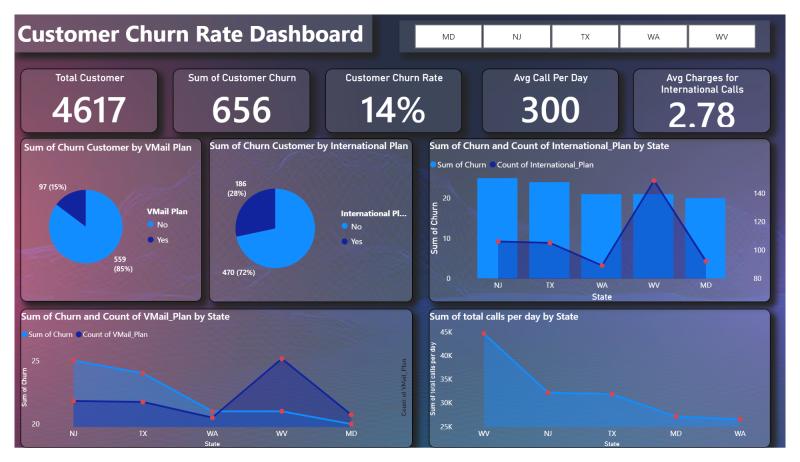 Customer Churn Rate Dashboard
MD NJ TX WA WV
Total Customer
4617
Sum of Customer Churn
656
Customer Churn Rate
14%
Avg Call Per Day
300
Avg Charges for
International Calls
2.78
Sum of Churn Customer by VMail Plan
97 (15%)
559
(85%)
VMail Plan
No
Yes
Sum of Churn Customer by International Plan
186
(28%)
470 (72%)
International Pl...
No
Yes
Sum of Churn and Count of International_Plan by State
Sum of Churn Count of International_Plan
Sum of Churn
20
10
0
140
120
100
80
NJ TX WA WV MD
State
Sum of Churn and Count of VMail_Plan by State
Sum of Churn Count of VMail_Plan
Sum of Churn
25
20
Count of VMail_Plan
NJ TX WA WV MD
State
Sum of total calls per day by State
Sum of total calls per day
45K
40K
35K
30K
25K
WV NJ TX MD WA
State